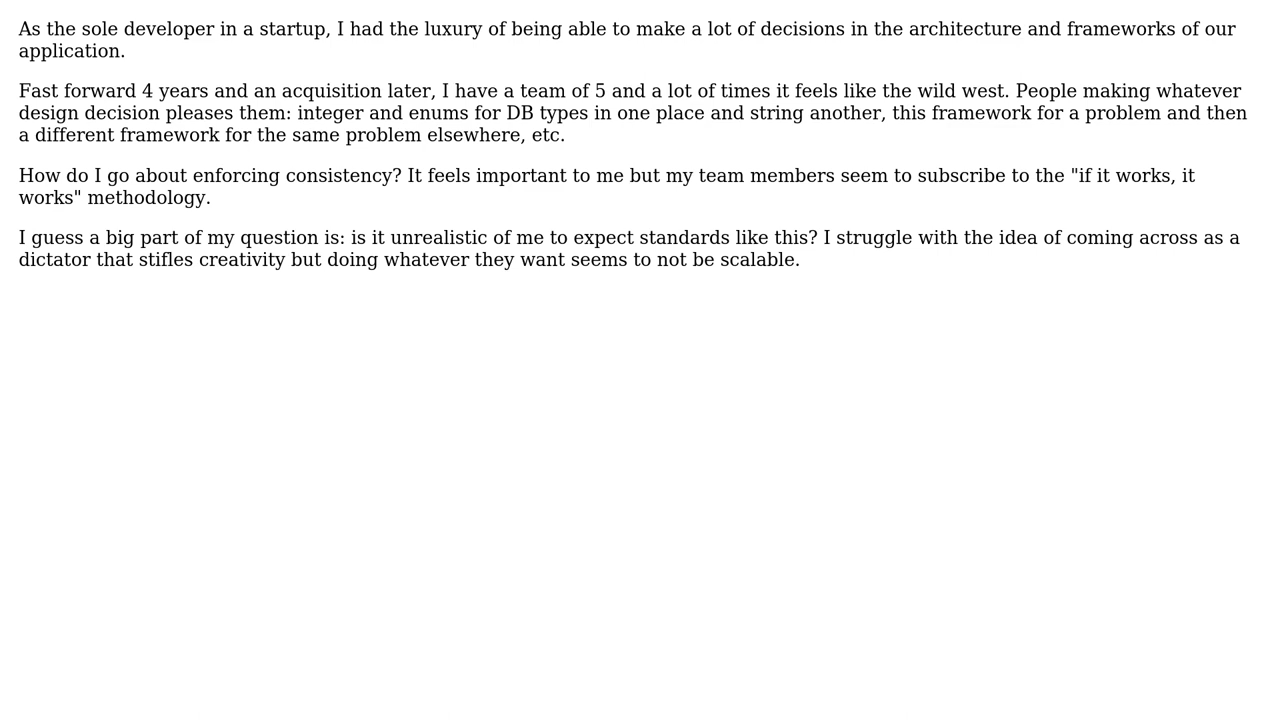 As the sole developer in a startup, I had the luxury of being able to make a lot of decisions in the architecture and frameworks of our
application.
Fast forward 4 years and an acquisition later, I have a team of 5 and a lot of times it feels like the wild west. People making whatever
design decision pleases them: integer and enums for DB types in one place and string another, this framework for a problem and then
a different framework for the same problem elsewhere, etc.
How do I go about enforcing consistency? It feels important to me but my team members seem to subscribe to the "if it works, it
works" methodology.
I guess a big part of my question is: is it unrealistic of me to expect standards like this? I struggle with the idea of coming across as a
dictator that stifles creativity but doing whatever they want seems to not be scalable.